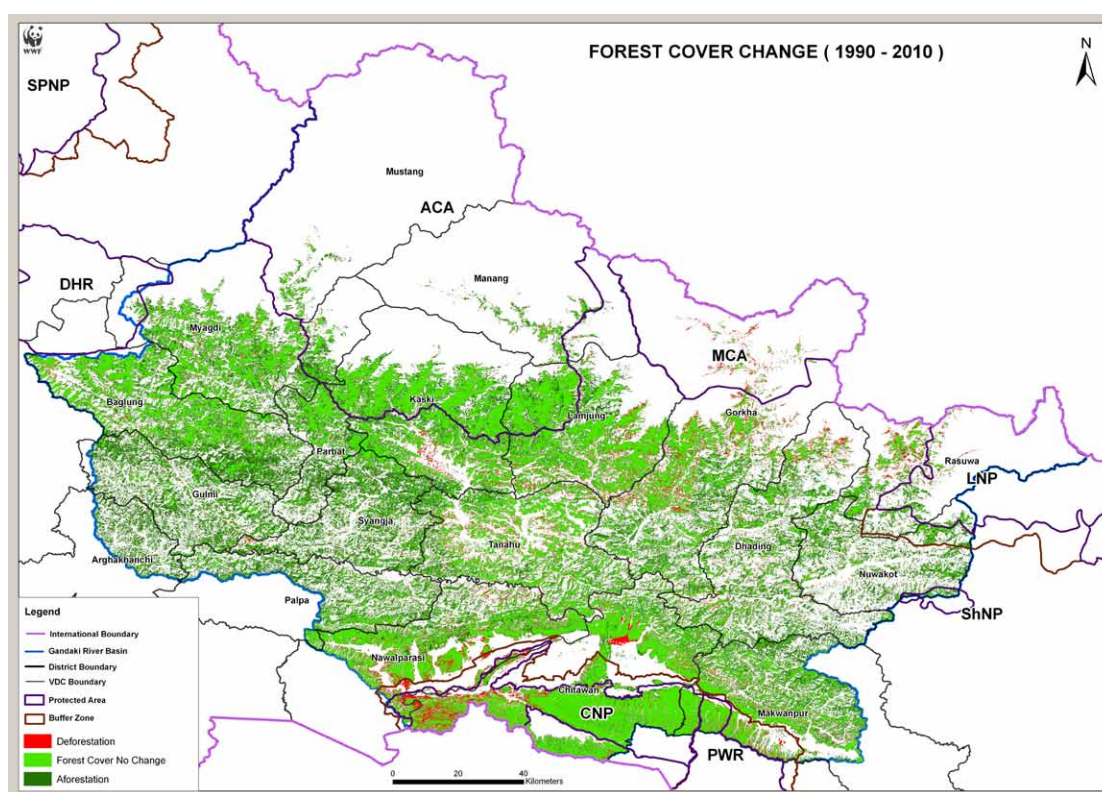 WWF
FOREST COVER CHANGE ( 1990 - 2010 )
N
SPNP
Mustang
ACA
Manang
DHR
Myagdi
MCA
Kaski
Baglung
Lamjung
Gorkha
Parbat
Rasuwa
LNP
Gulmi
Syangja
Tanahu
Dhading
Arghakhanchi
Nuwakot
Palpa
ShNP
Nawalparasi
Chitawan
CNP
Makwanpur
PWR
Legend
International Boundary
Gandaki River Basin
District Boundary
VDC Boundary
Protected Area
Buffer Zone
Deforestation
Forest Cover No Change
Aforestation
0 20 40
Kilometers